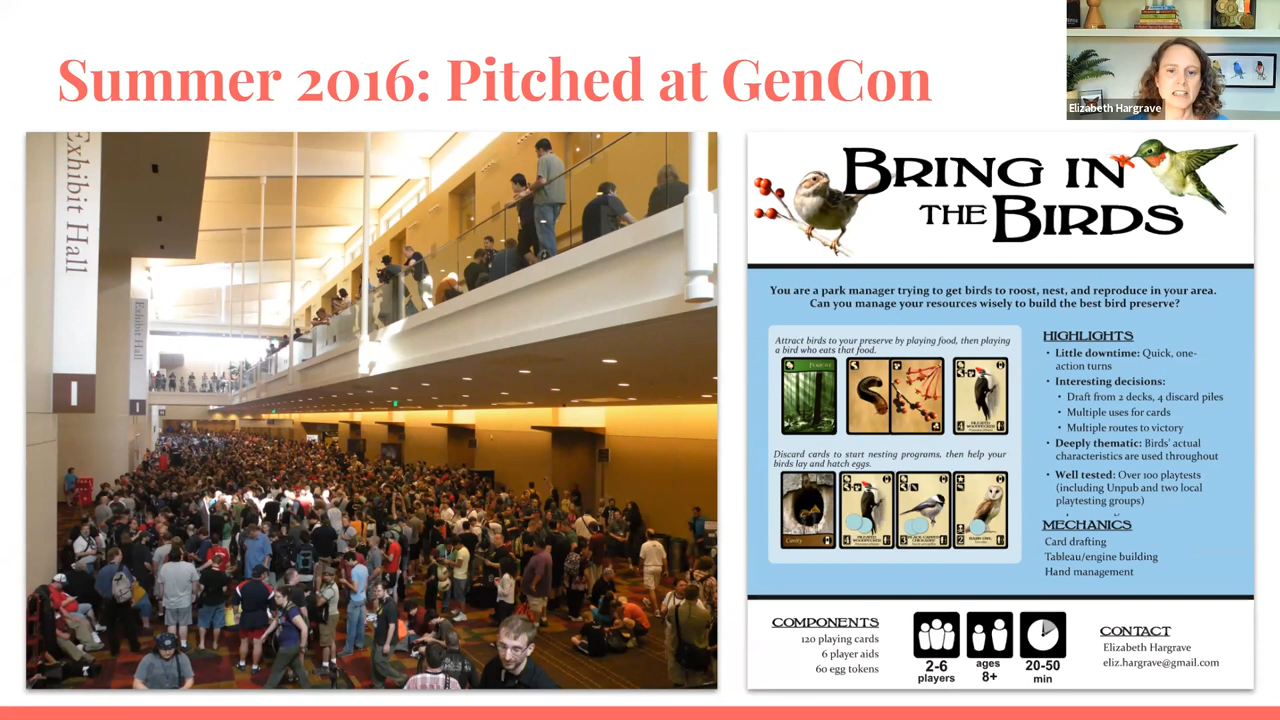 Summer 2016: Pitched at GenCon
Elizabeth Hargrave
Exhibit Hall
Exhibit Hall
BRING IN
THE BIRDS
You are a park manager trying to get birds to roost, nest, and reproduce in your area.
Can you manage your resources wisely to build the best bird preserve?
Attract birds to your preserve by playing food, then playing
a bird who eats that food.
Discard cards to start nesting programs, then help your
birds lay and hatch eggs.
Cavity
HIGHLIGHTS
• Little downtime: Quick, one-
action turns
• Interesting decisions:
• Draft from 2 decks, 4 discard piles
• Multiple uses for cards
• Multiple routes to victory
• Deeply thematic: Birds' actual
characteristics are used throughout
• Well tested: Over 100 playtests
(including Unpub and two local
playtesting groups)
MECHANICS
Card drafting
Tableau/engine building
Hand management
COMPONENTS
120 playing cards
6 player aids
60 egg tokens
2-6
players
ages
8+
20-50
min
CONTACT
Elizabeth Hargrave
eliz.hargrave@gmail.com